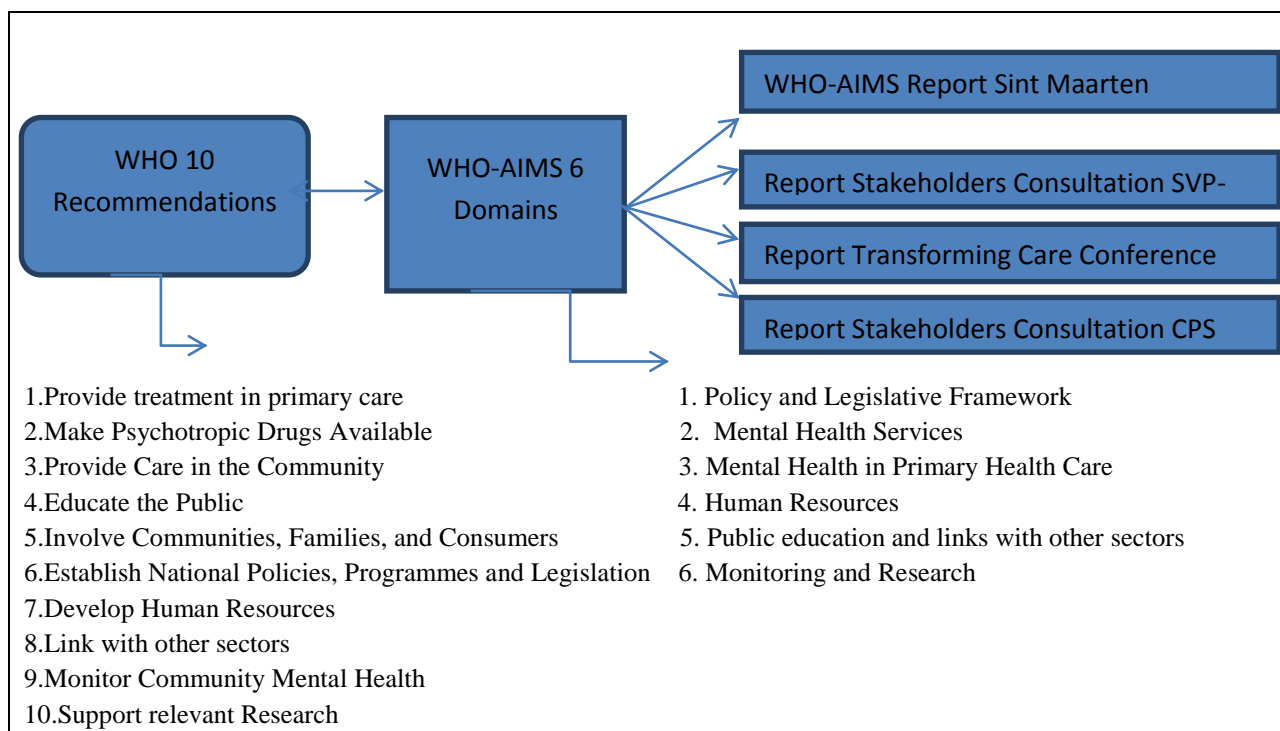 WHO 10
Recommendations
WHO-AIMS 6
Domains
WHO-AIMS Report Sint Maarten
Report Stakeholders Consultation SVP-
Report Transforming Care Conference
Report Stakeholders Consultation CPS
1.Provide treatment in primary care
2.Make Psychotropic Drugs Available
3.Provide Care in the Community
4.Educate the Public
5.Involve Communities, Families, and Consumers
6.Establish National Policies, Programmes and Legislation
7.Develop Human Resources
8.Link with other sectors
9.Monitor Community Mental Health
10.Support relevant Research
1. Policy and Legislative Framework
2. Mental Health Services
3. Mental Health in Primary Health Care
4. Human Resources
5. Public education and links with other sectors
6. Monitoring and Research